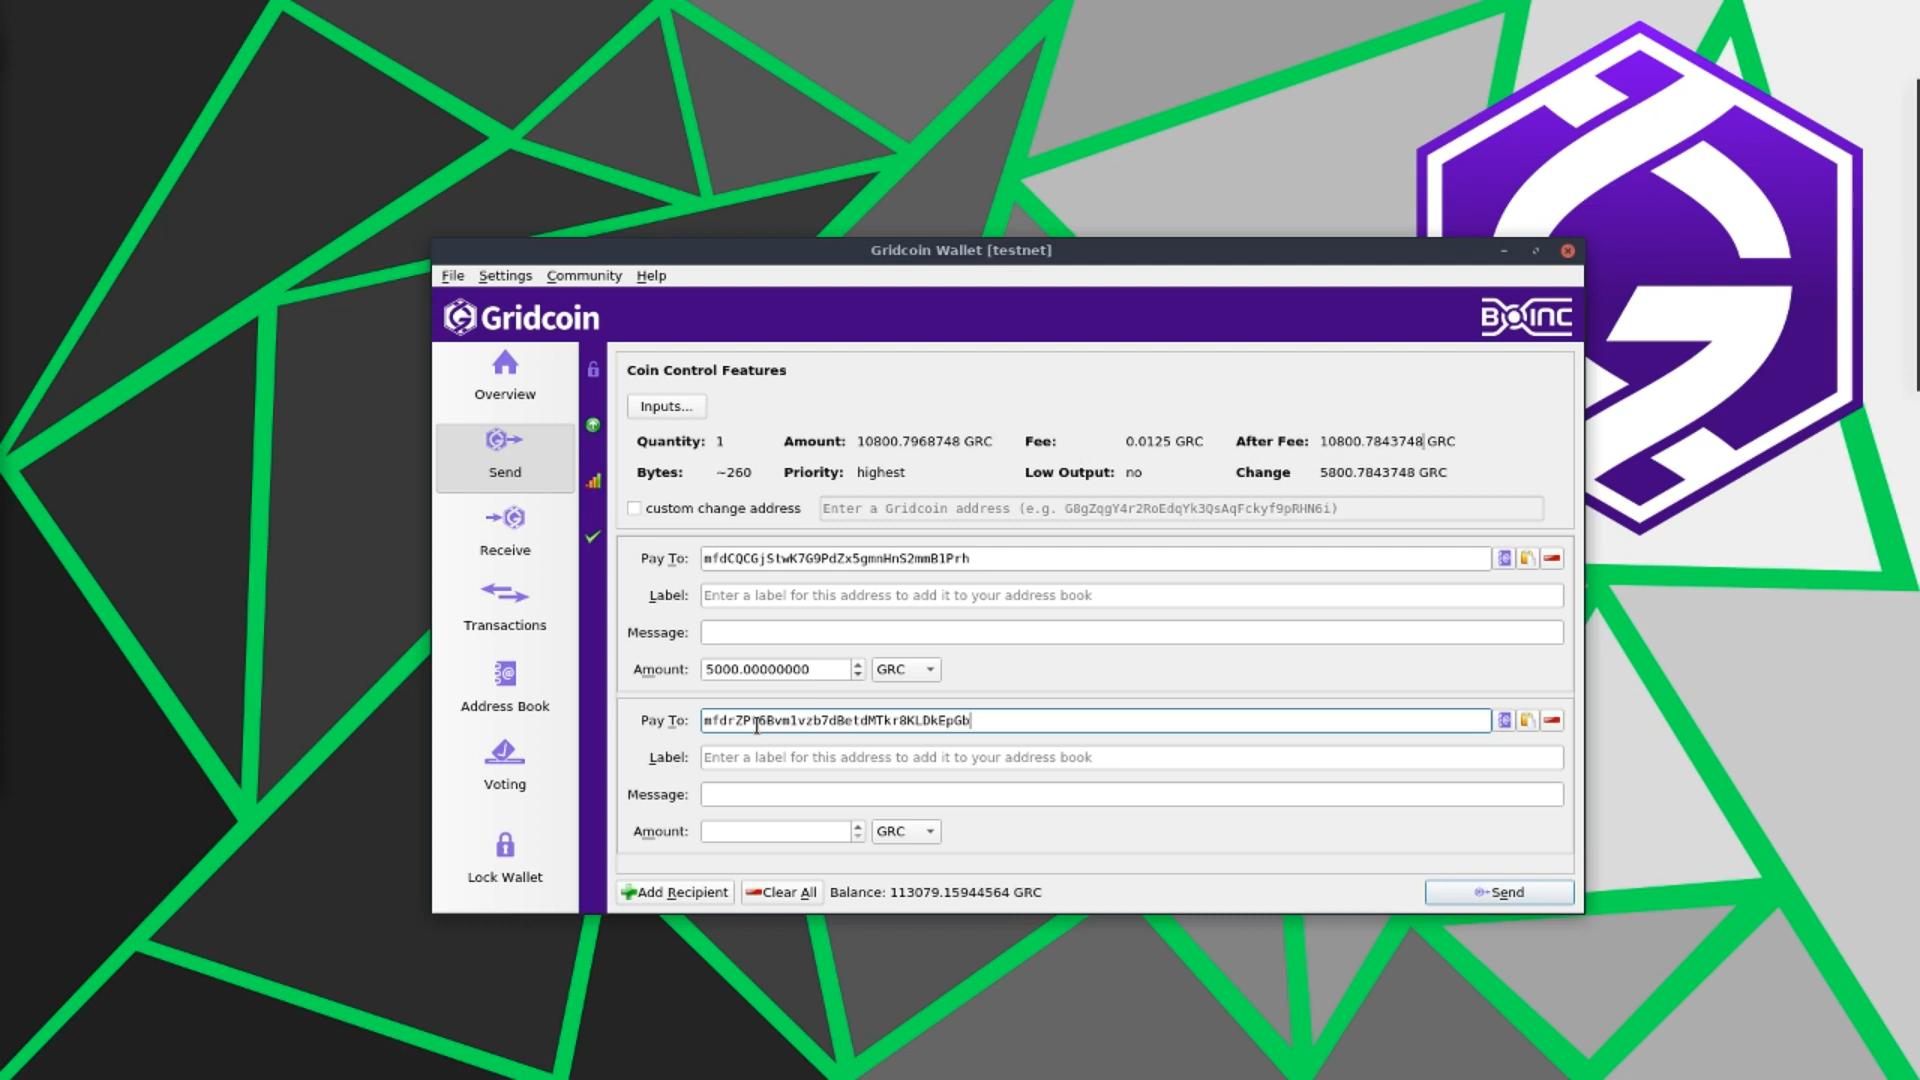 Gridcoin Wallet [testnet]
File Settings Community Help
Gridcoin
BOINC
Overview
Send
Receive
Transactions
Address Book
Voting
Lock Wallet
Coin Control Features
Inputs...
Quantity: 1 Amount: 10800.7968748 GRC Fee: 0.0125 GRC After Fee: 10800.7843748 GRC
Bytes: ~260 Priority: highest Low Output: no Change 5800.7843748 GRC
custom change address Enter a Gridcoin address (e.g. G8gZqgY4r2RoEdqYk3QsAqFckyf9pRHN6i)
Pay To: mfdCQCGjStwK7G9PdZx5gmnHnS2mmB1Prh
Label: Enter a label for this address to add it to your address book
Message:
Amount: 5000.00000000 GRC
Pay To:
Label: Enter a label for this address to add it to your address book
Message:
Amount: GRC
Add Recipient Clear All Balance: 113079.15944564 GRC Send